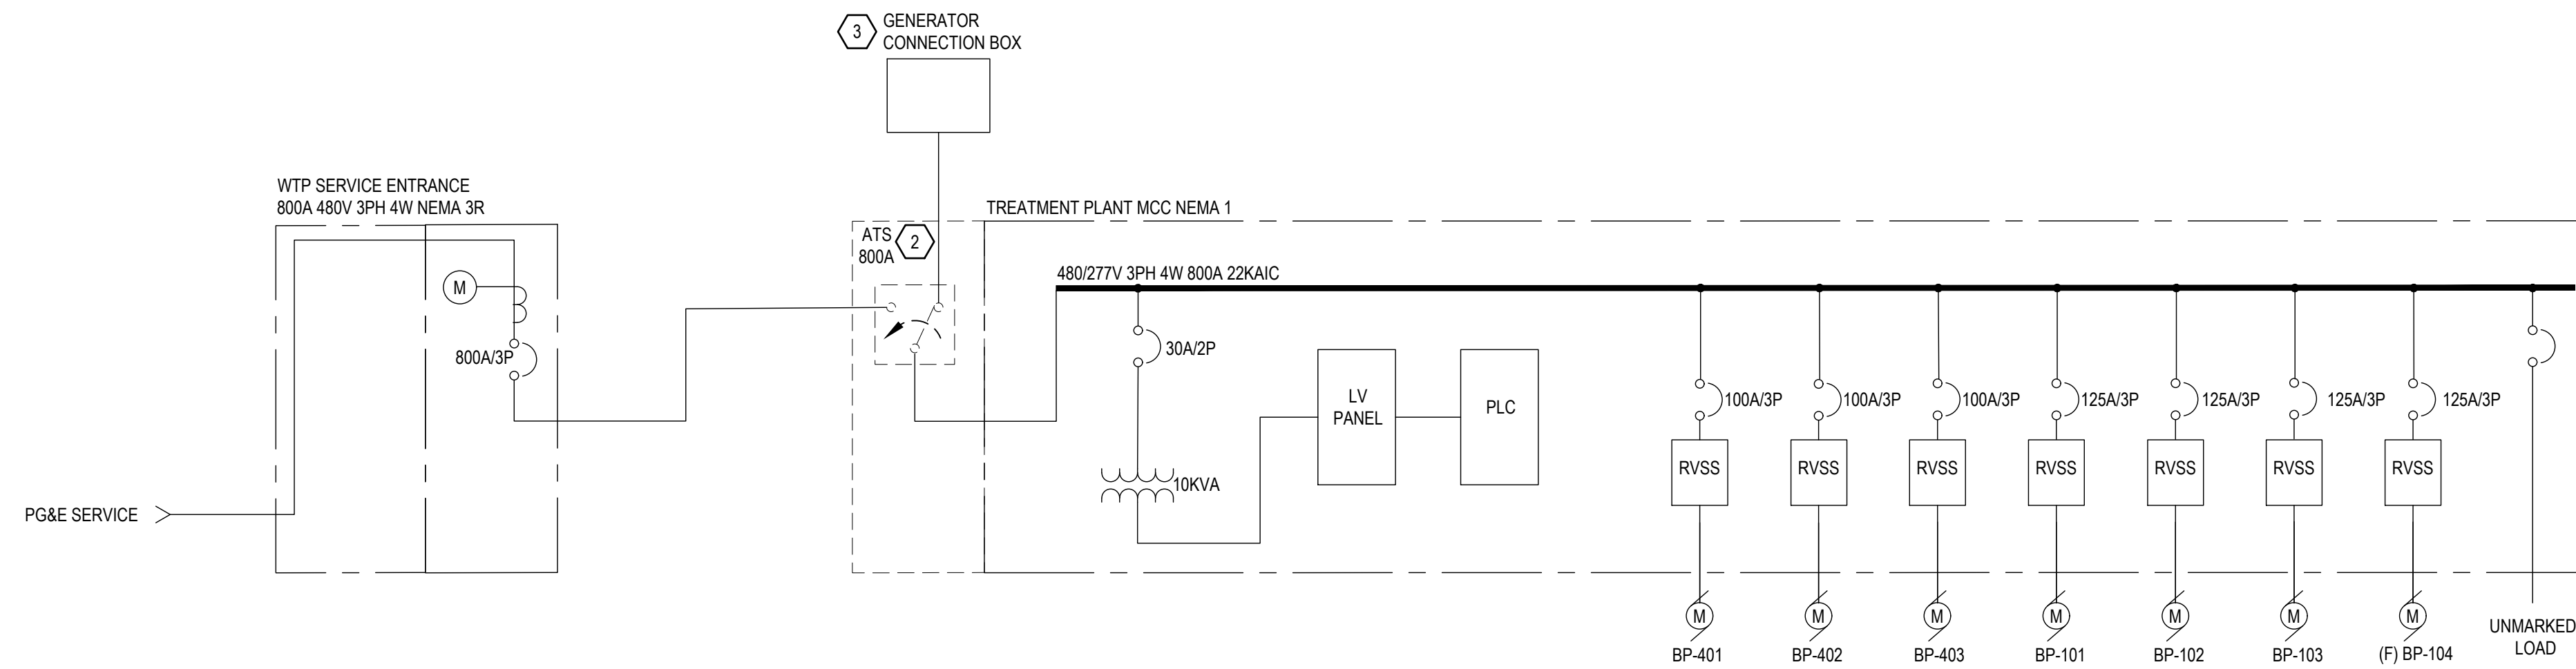 3
GENERATOR
CONNECTION BOX
WTP SERVICE ENTRANCE
800A 480V 3PH 4W NEMA 3R
TREATMENT PLANT MCC NEMA 1
ATS
800A
2
480/277V 3PH 4W 800A 22KAIC
M
800A/3P
30A/2P
LV
PANEL
PLC
100A/3P
100A/3P
100A/3P
125A/3P
125A/3P
125A/3P
125A/3P
RVSS
RVSS
RVSS
RVSS
RVSS
RVSS
RVSS
10KVA
PG&E SERVICE
M
M
M
M
M
M
M
BP-401
BP-402
BP-403
BP-101
BP-102
BP-103
(F) BP-104
UNMARKED
LOAD